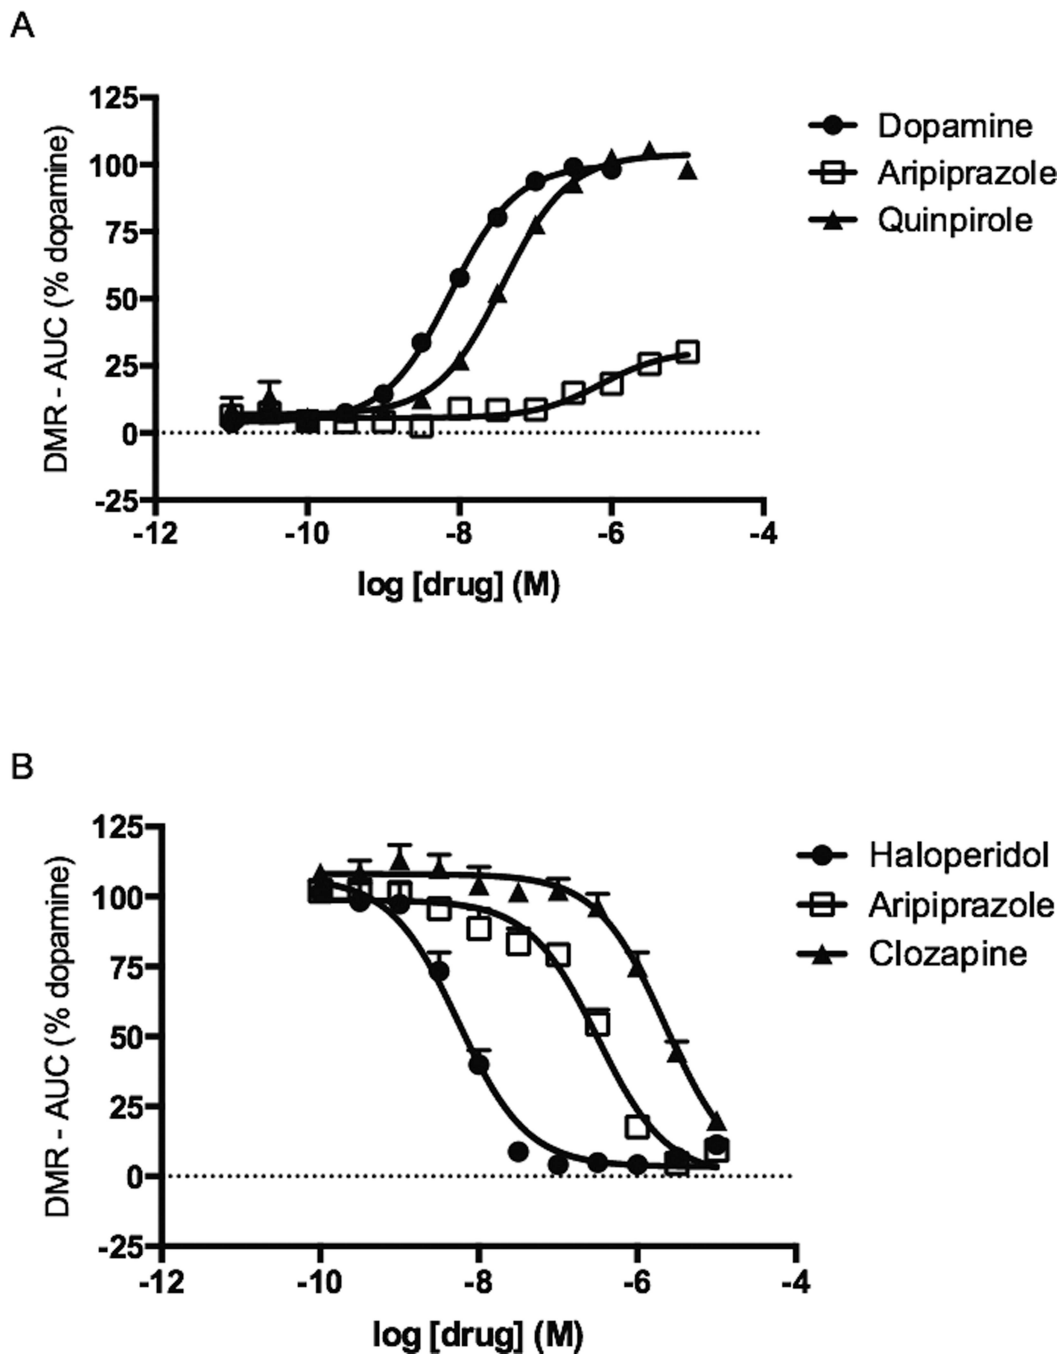 A
DMR - AUC (% dopamine)
125
100
75
50
25
0
-25
-12
-10
-8
-6
-4
log [drug] (M)
Dopamine
Aripiprazole
Quinpirole
B
DMR - AUC (% dopamine)
125
100
75
50
25
0
-25
-12
-10
-8
-6
-4
log [drug] (M)
Haloperidol
Aripiprazole
Clozapine